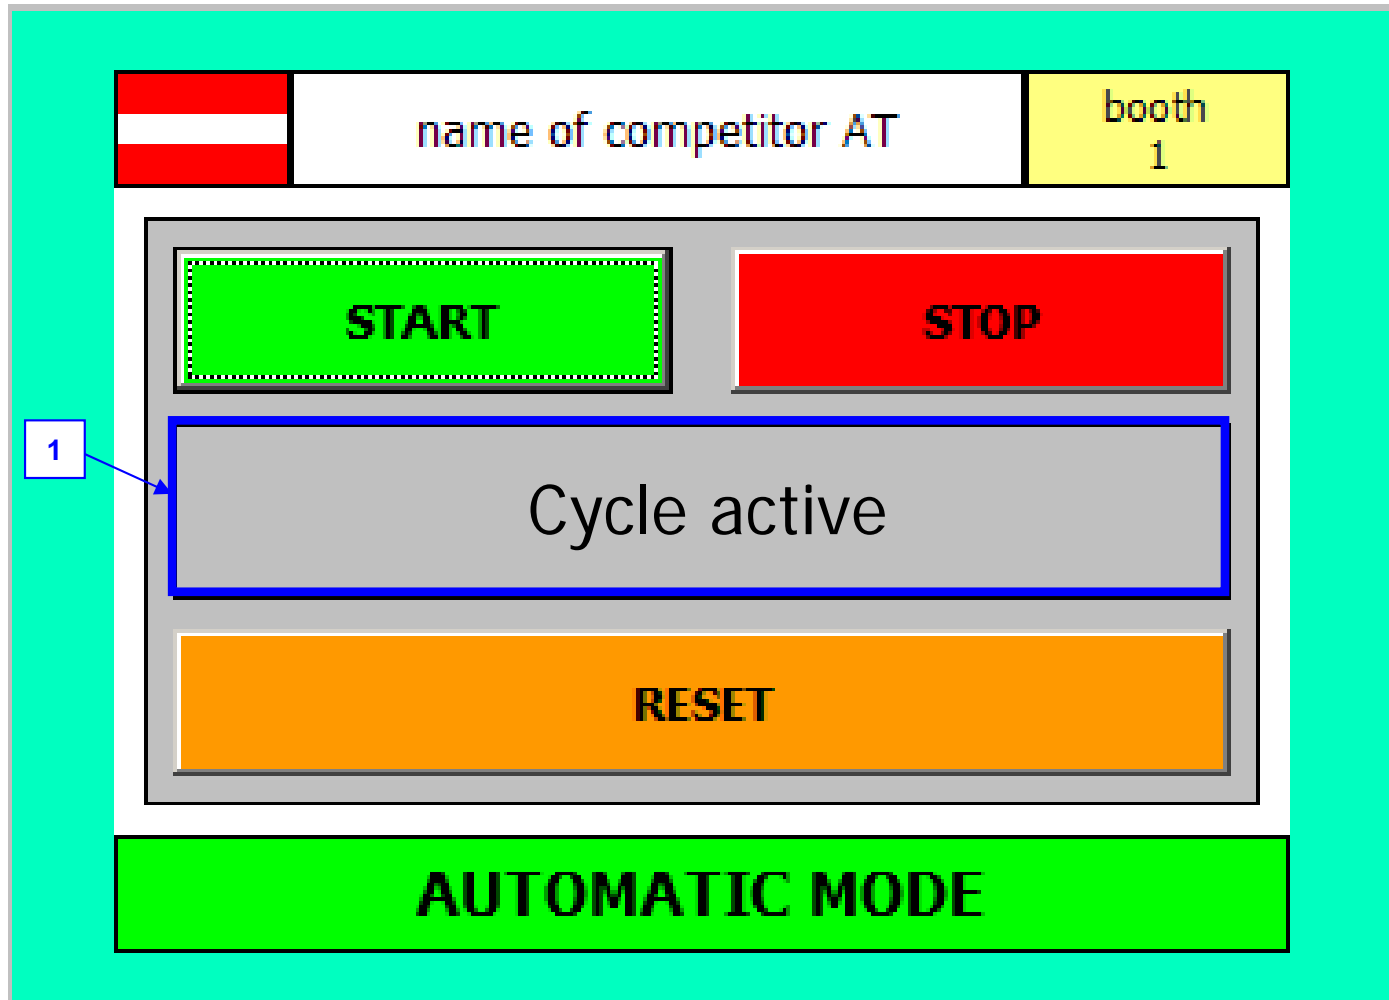 name of competitor AT
booth
1
START
STOP
1
Cycle active
RESET
AUTOMATIC MODE